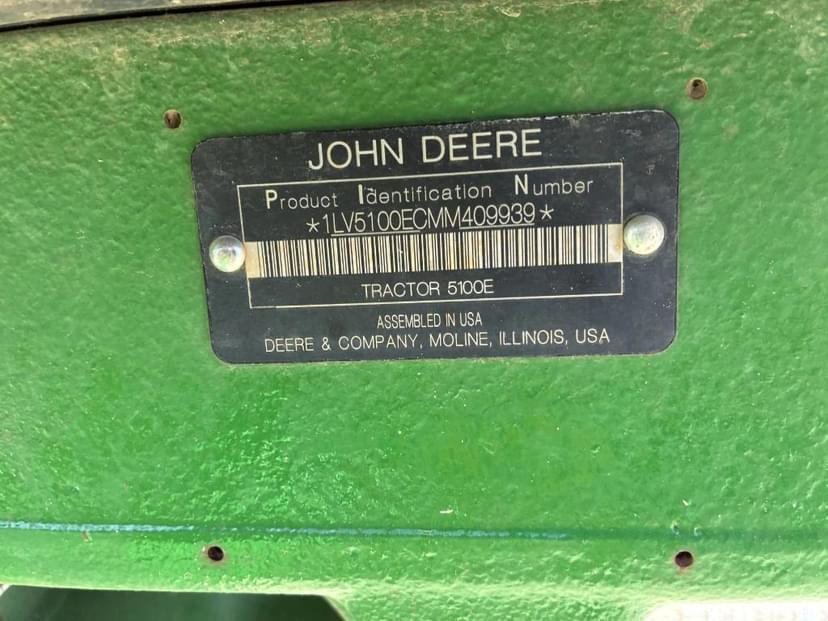 JOHN DEERE
Product Identification Number
*1LV5100ECMM409939*
TRACTOR 5100E
ASSEMBLED IN USA
DEERE & COMPANY, MOLINE, ILLINOIS, USA